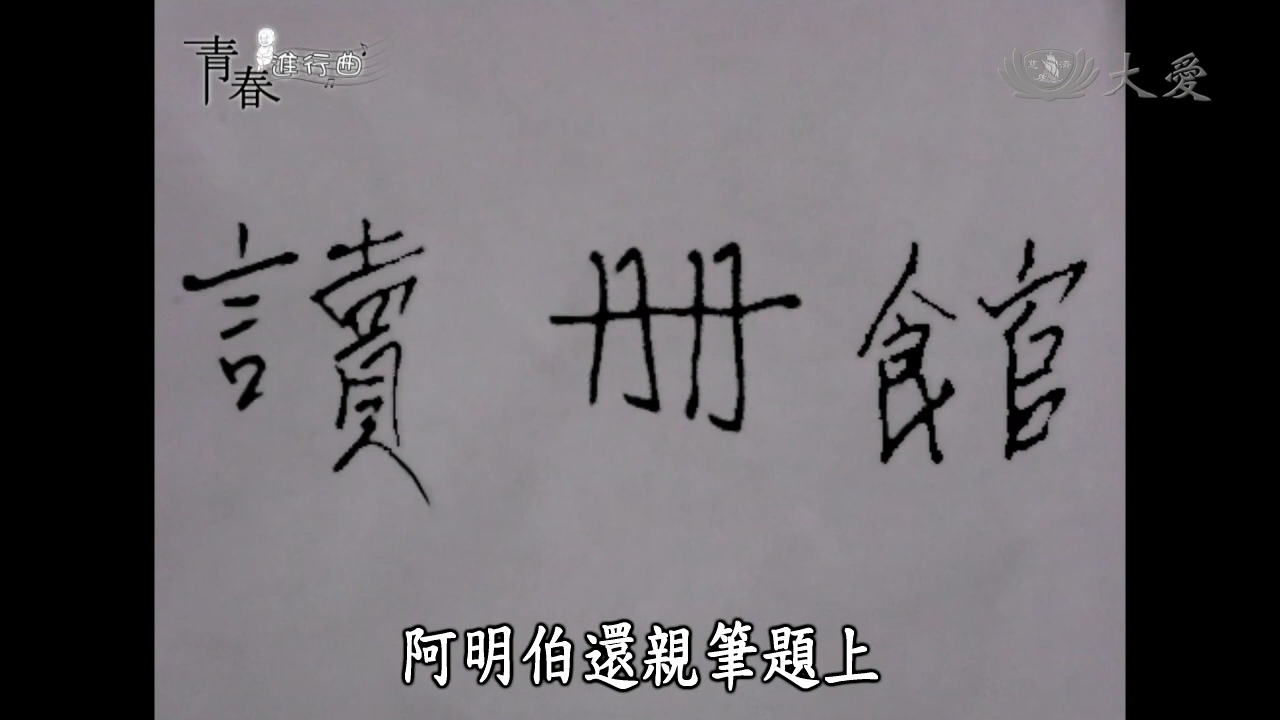 青春進行曲
大愛
讀冊館
阿明伯還親筆題上